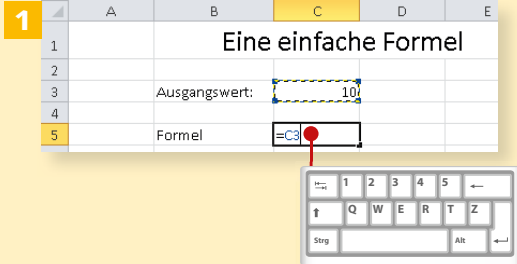 1
A B C D E
1 Eine einfache Formel
2
3 Ausgangswert: 10
4
5 Formel =C3
1 2 3 4 5
Q W E R T Z
Strg Alt